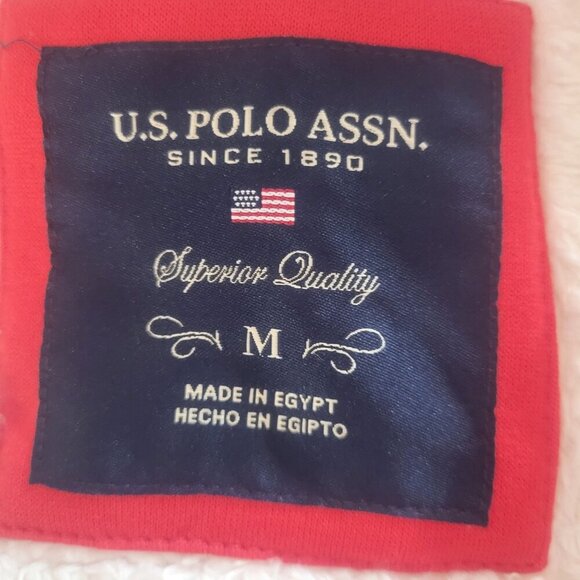 U.S. POLO ASSN.
SINCE 1890
Superior Quality
M
MADE IN EGYPT
HECHO EN EGIPTO